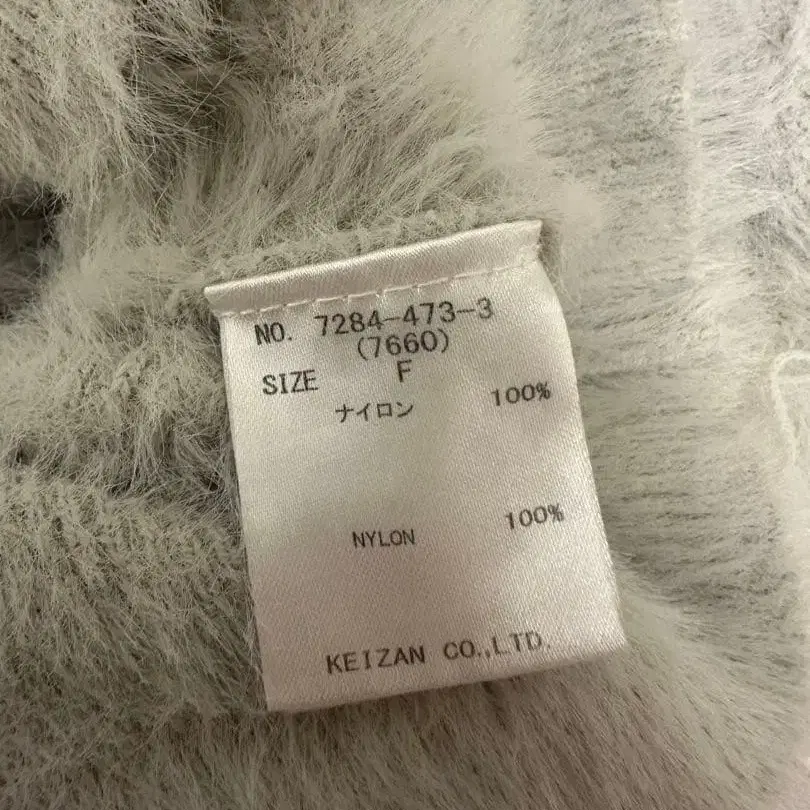 NO. 7284-473-3
(7660)
SIZE F
ナイロン 100%
NYLON 100%
KEIZAN CO.,LTD.